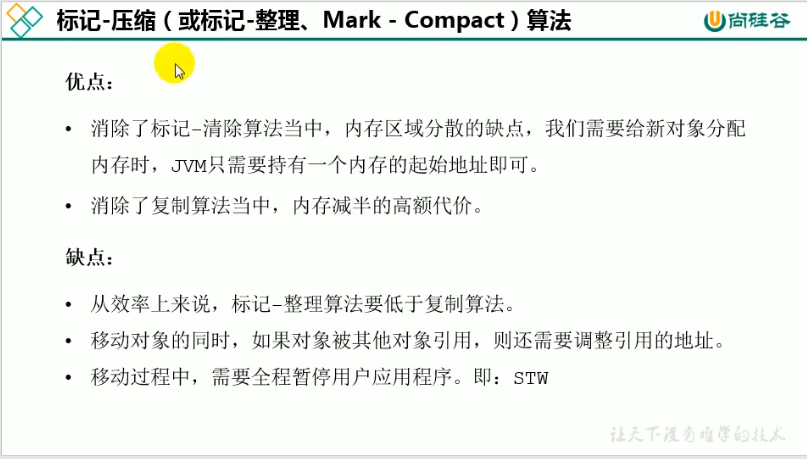 标记-压缩（或标记-整理、Mark - Compact）算法
尚硅谷
优点：
• 消除了标记-清除算法当中，内存区域分散的缺点，我们需要给新对象分配
内存时，JVM只需要持有一个内存的起始地址即可。
• 消除了复制算法当中，内存减半的高额代价。
缺点：
• 从效率上来说，标记-整理算法要低于复制算法。
• 移动对象的同时，如果对象被其他对象引用，则还需要调整引用的地址。
• 移动过程中，需要全程暂停用户应用程序。即：STW
让天下没有难学的技术